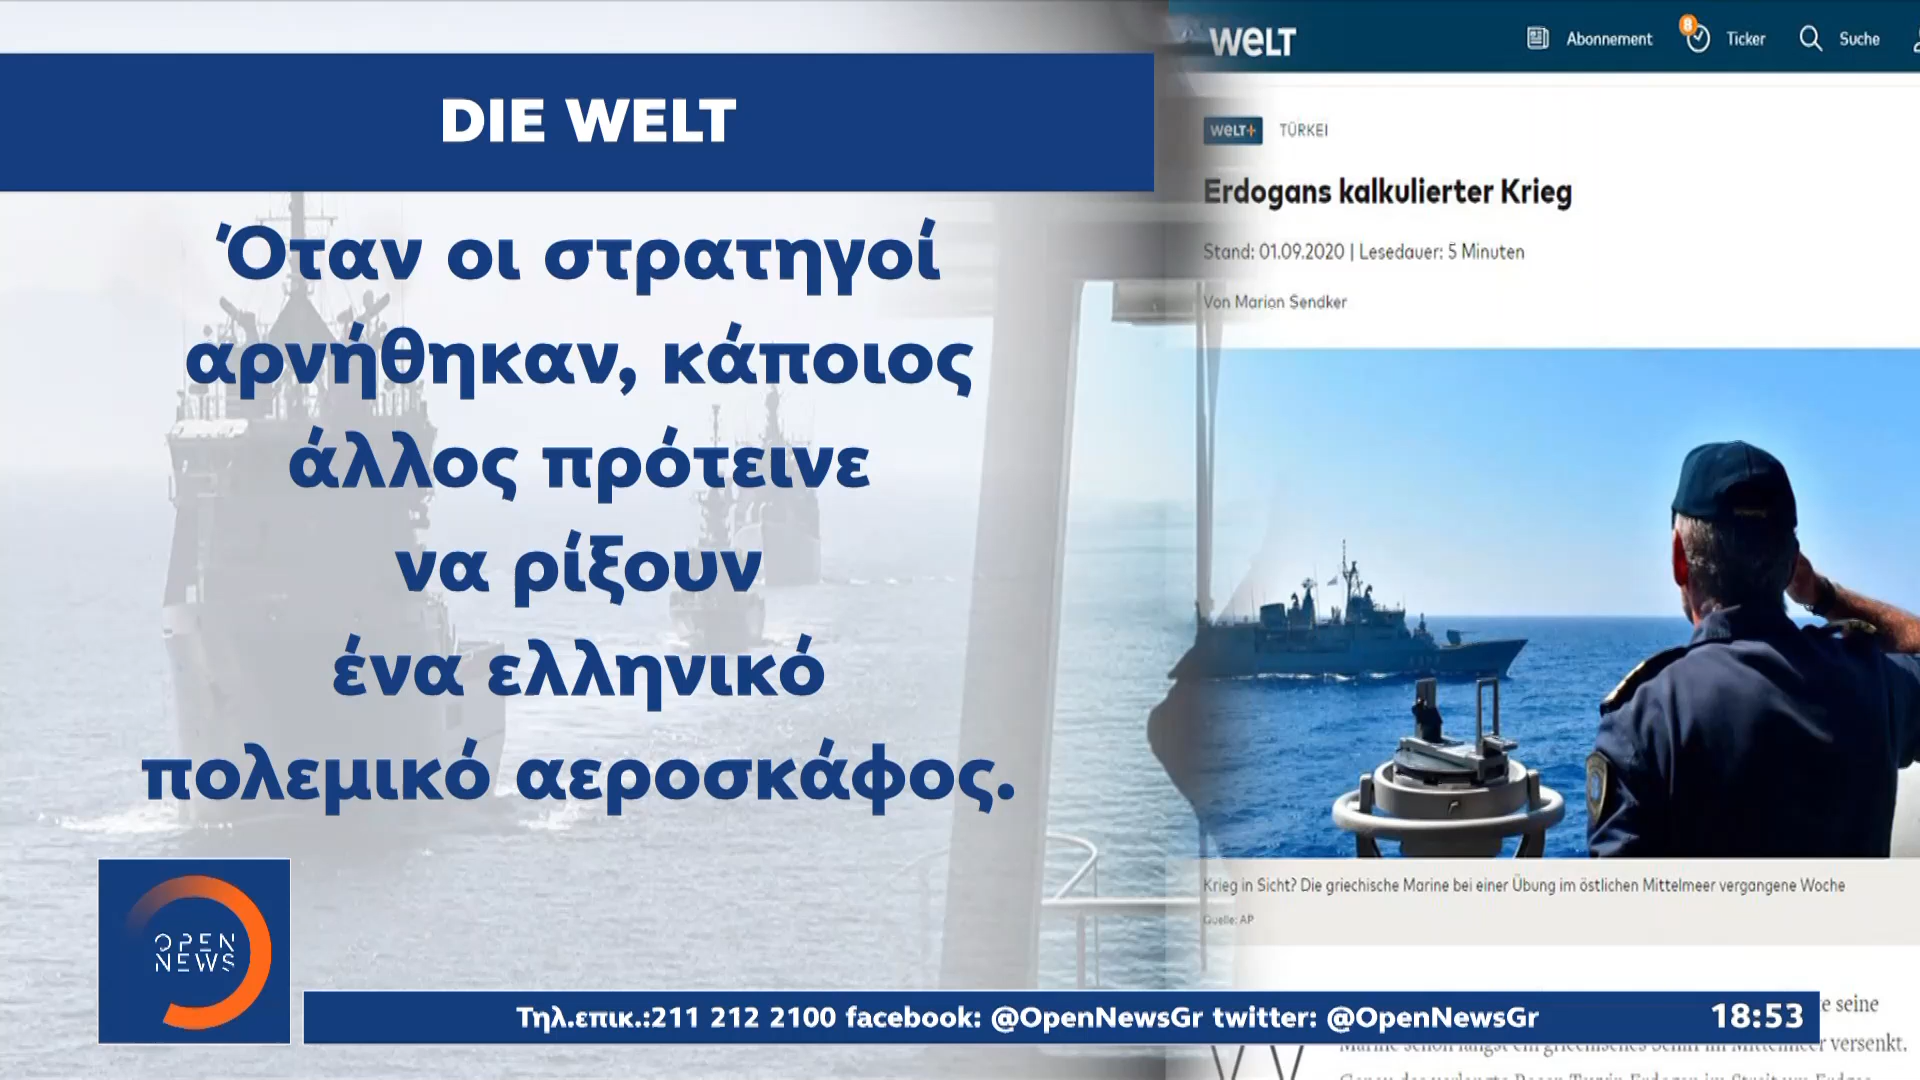 DIE WELT
Όταν οι στρατηγοί
αρνήθηκαν, κάποιος
άλλος πρότεινε
να ρίξουν
ένα ελληνικό
πολεμικό αεροσκάφος.
WELT
Abonnement
8
Ticker
Suche
WELT+ TÜRKEI
Erdogans kalkulierter Krieg
Stand: 01.09.2020 | Lesedauer: 5 Minuten
Von Marion Sendker
Krieg in Sicht? Die griechische Marine bei einer Übung im östlichen Mittelmeer vergangene Woche
Quelle: AP
seine
versenkt.
OPEN
NEWS
Τηλ.επικ.:211 212 2100 facebook: @OpenNewsGr twitter: @OpenNewsGr
18:53